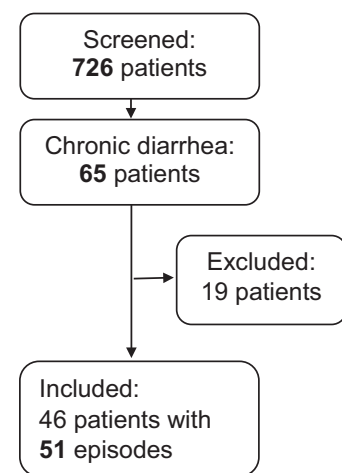 Screened:
726 patients
Chronic diarrhea:
65 patients
Excluded:
19 patients
Included:
46 patients with
51 episodes